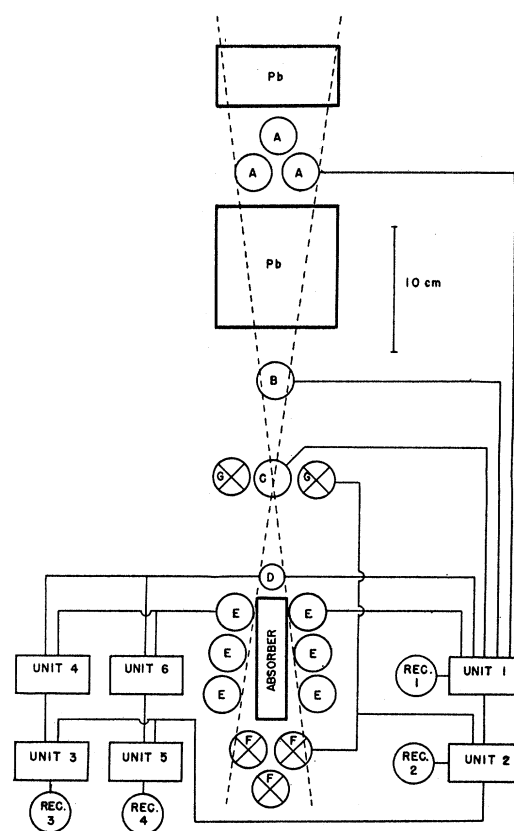 Pb
A
A A
Pb
10 cm
B
G C G
D
E E
E E
E E
ABSORBER
F F
F
UNIT 4 UNIT 6
UNIT 3 UNIT 5
REC. 3
REC. 4
REC. 1
UNIT 1
REC. 2
UNIT 2